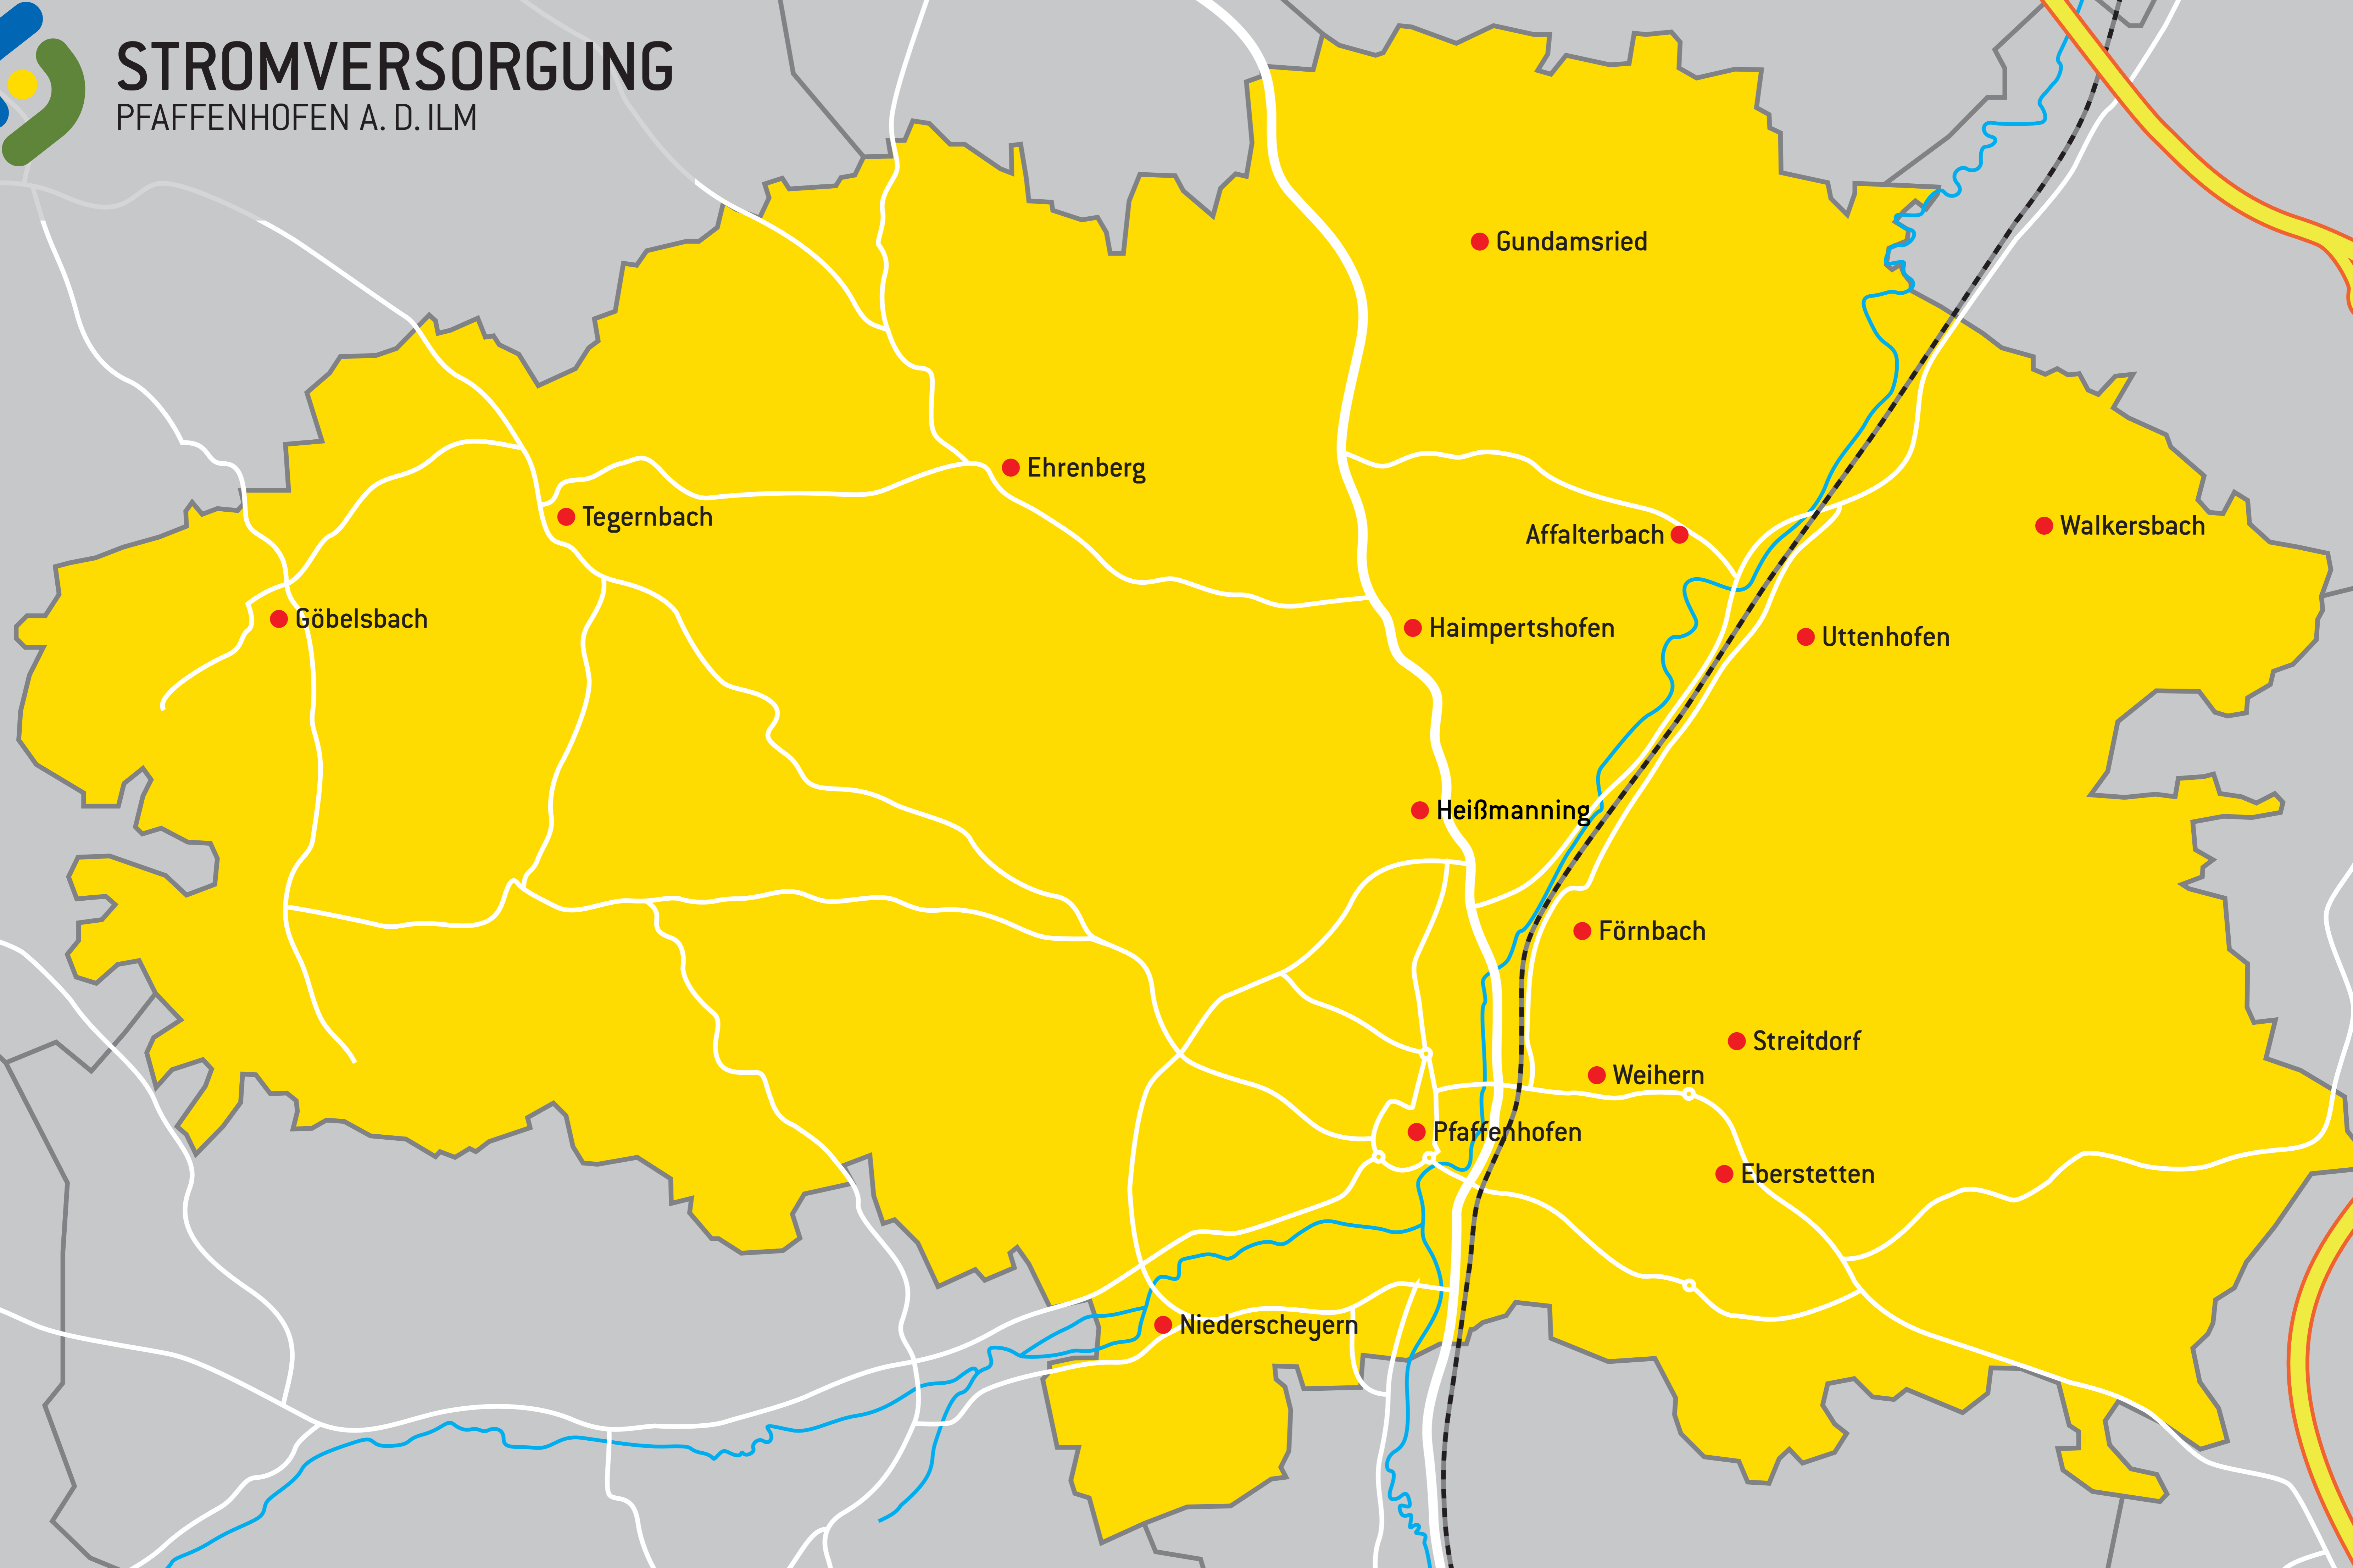 STROMVERSORGUNG
PFAFFENHOFEN A. D. ILM
Gundamsried
Ehrenberg
Tegernbach
Affalterbach
Walkersbach
Göbelsbach
Haimpertshofen
Uttenhofen
Heißmanning
Förnbach
Streitdorf
Weihern
Pfaffenhofen
Eberstetten
Niederscheyern